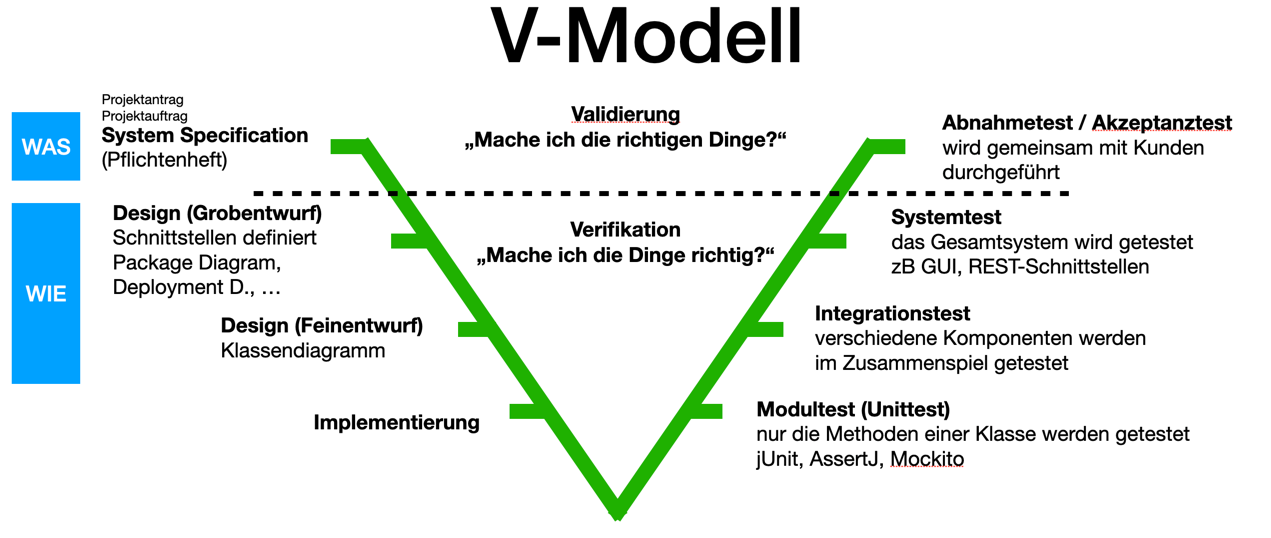 V-Modell
WAS
Projektantrag
Projektauftrag
System Specification
(Pflichtenheft)
Validierung
„Mache ich die richtigen Dinge?“
Abnahmetest / Akzeptanztest
wird gemeinsam mit Kunden
durchgeführt
WIE
Design (Grobentwurf)
Schnittstellen definiert
Package Diagram,
Deployment D., …
Verifikation
„Mache ich die Dinge richtig?“
Systemtest
das Gesamtsystem wird getestet
zB GUI, REST-Schnittstellen
Design (Feinentwurf)
Klassendiagramm
Integrationstest
verschiedene Komponenten werden
im Zusammenspiel getestet
Implementierung
Modultest (Unittest)
nur die Methoden einer Klasse werden getestet
jUnit, AssertJ, Mockito